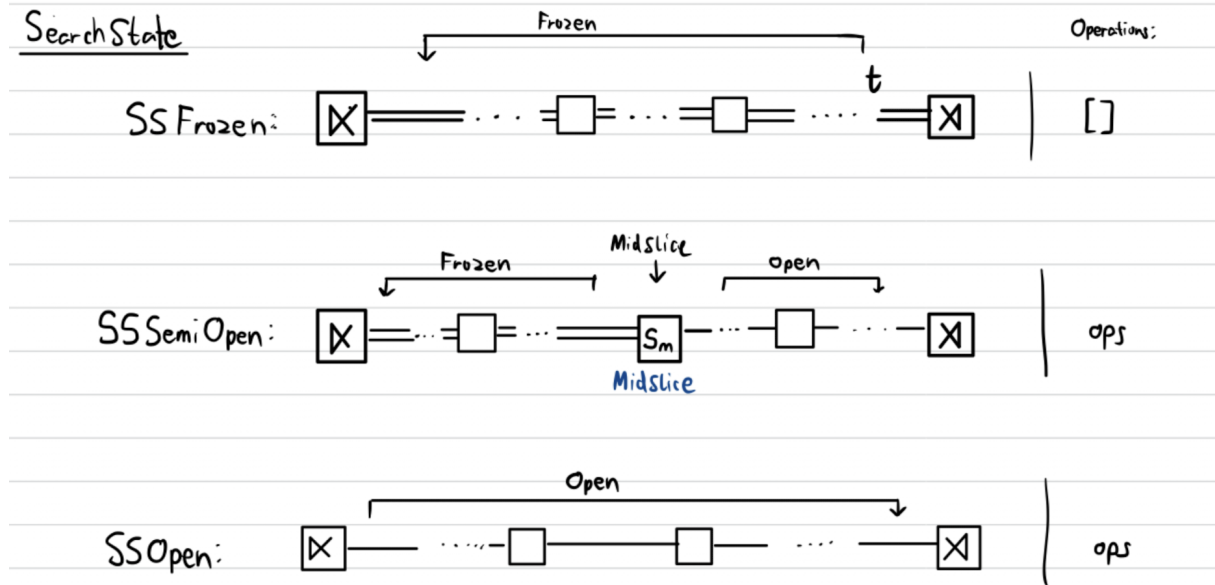 SearchState
Frozen
Operations:
t
SSFrozen:
[]
Midslice
Frozen
open
SSSemiOpen:
Sm
ops
Midslice
Open
SSOpen:
ops